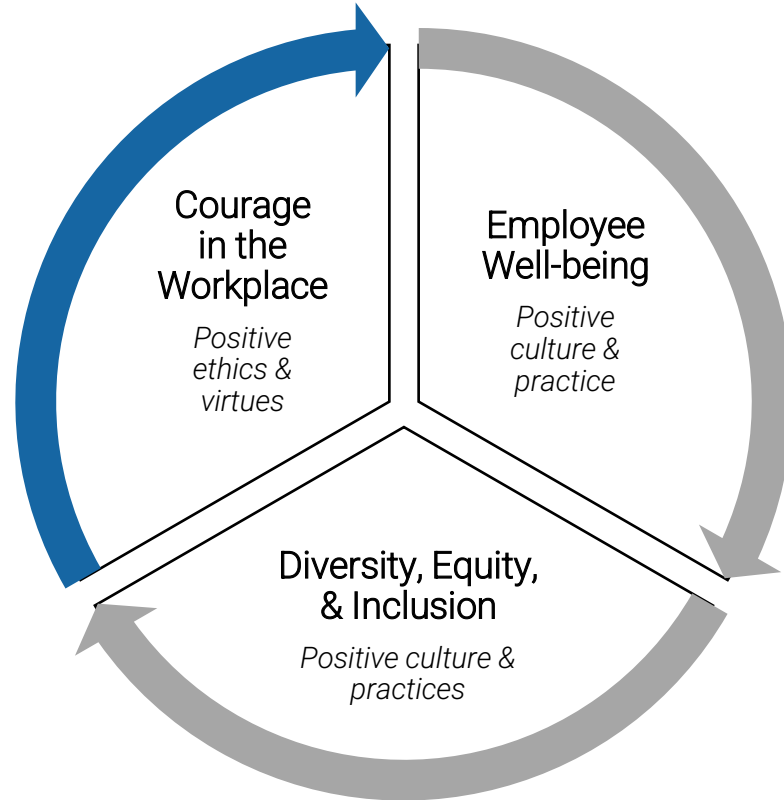 Courage
in the
Workplace
Positive
ethics &
virtues
Employee
Well-being
Positive
culture &
practice
Diversity, Equity,
& Inclusion
Positive culture &
practices